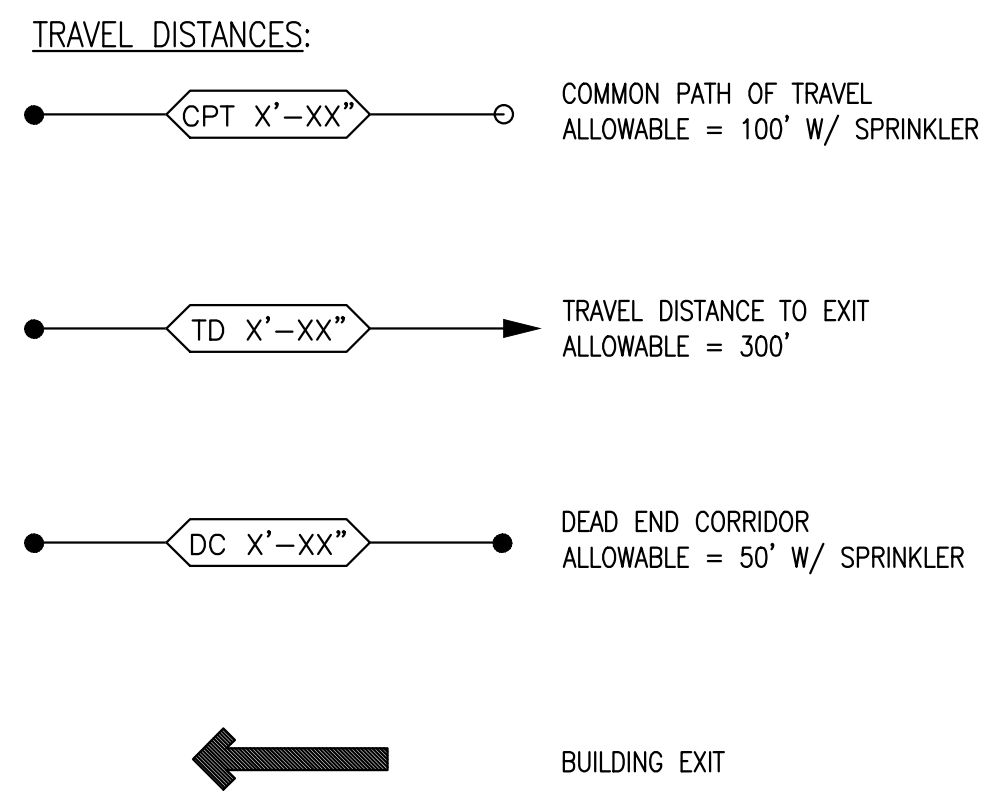 TRAVEL DISTANCES:
CPT X'-XX"
COMMON PATH OF TRAVEL
ALLOWABLE = 100' W/ SPRINKLER
TD X'-XX"
TRAVEL DISTANCE TO EXIT
ALLOWABLE = 300'
DC X'-XX"
DEAD END CORRIDOR
ALLOWABLE = 50' W/ SPRINKLER
BUILDING EXIT